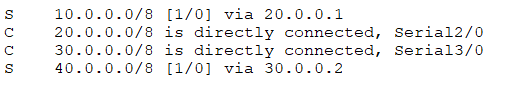 S    10.0.0.0/8 [1/0] via 20.0.0.1
C    20.0.0.0/8 is directly connected, Serial2/0
C    30.0.0.0/8 is directly connected, Serial3/0
S    40.0.0.0/8 [1/0] via 30.0.0.2